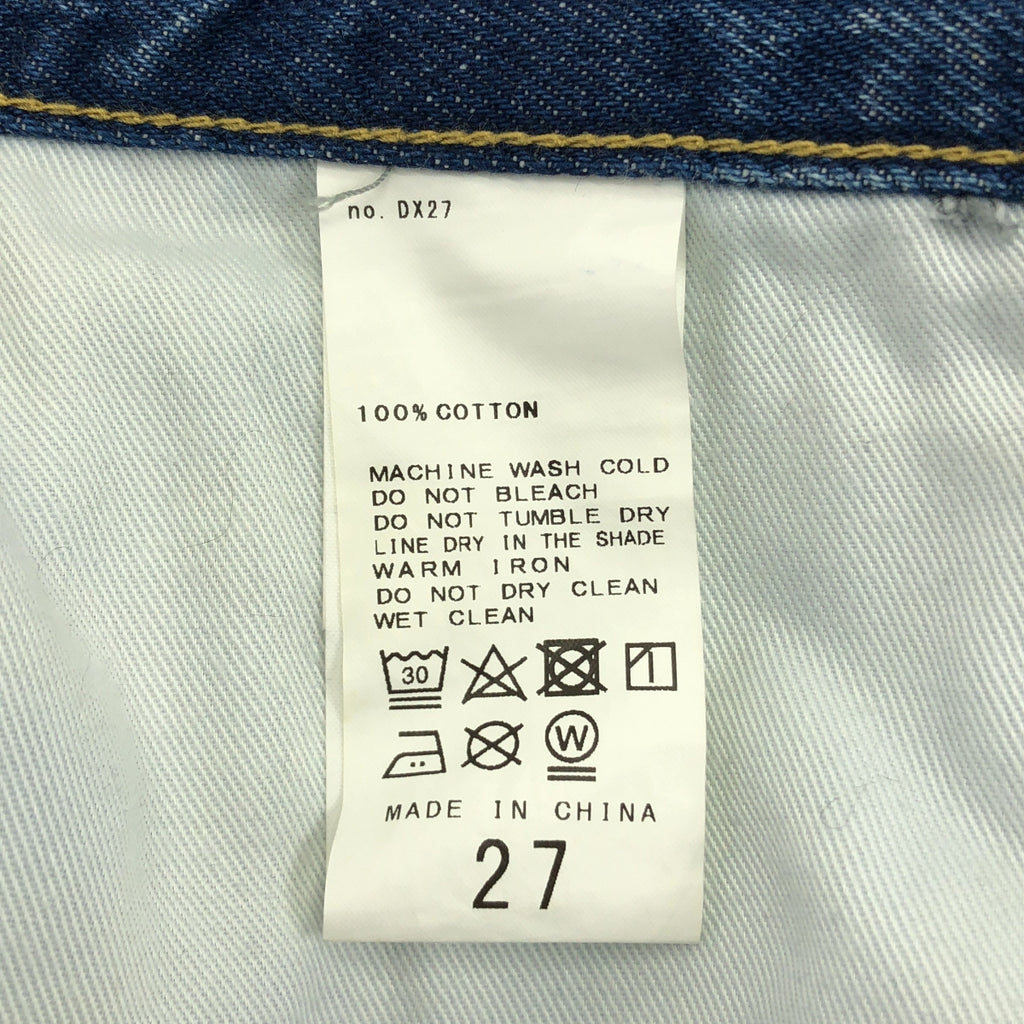 no. DX27
100% COTTON
MACHINE WASH COLD
DO NOT BLEACH
DO NOT TUMBLE DRY
LINE DRY IN THE SHADE
WARM IRON
DO NOT DRY CLEAN
WET CLEAN
30
W
MADE IN CHINA
27